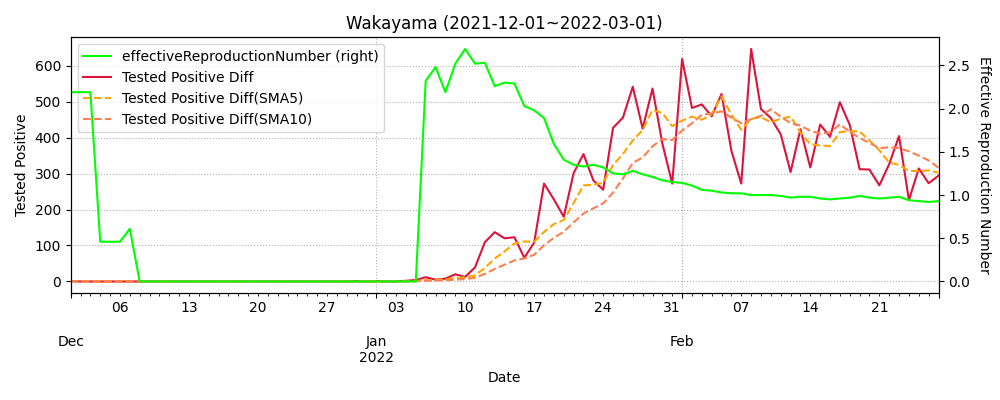 Wakayama (2021-12-01~2022-03-01)
effectiveReproductionNumber (right)
Tested Positive Diff
Tested Positive Diff(SMA5)
Tested Positive Diff(SMA10)
Tested Positive
600
500
400
300
200
100
0
2.5
2.0
1.5
1.0
0.5
0.0
Effective Reproduction Number
06 13 20 27 03 10 17 24 31 07 14 21
Dec Jan Feb
2022
Date